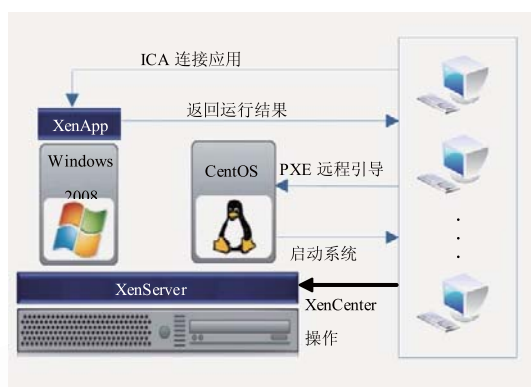 ICA 连接应用
返回运行结果
XenApp
Windows
2008
CentOS
PXE 远程引导
启动系统
XenServer
XenCenter
操作